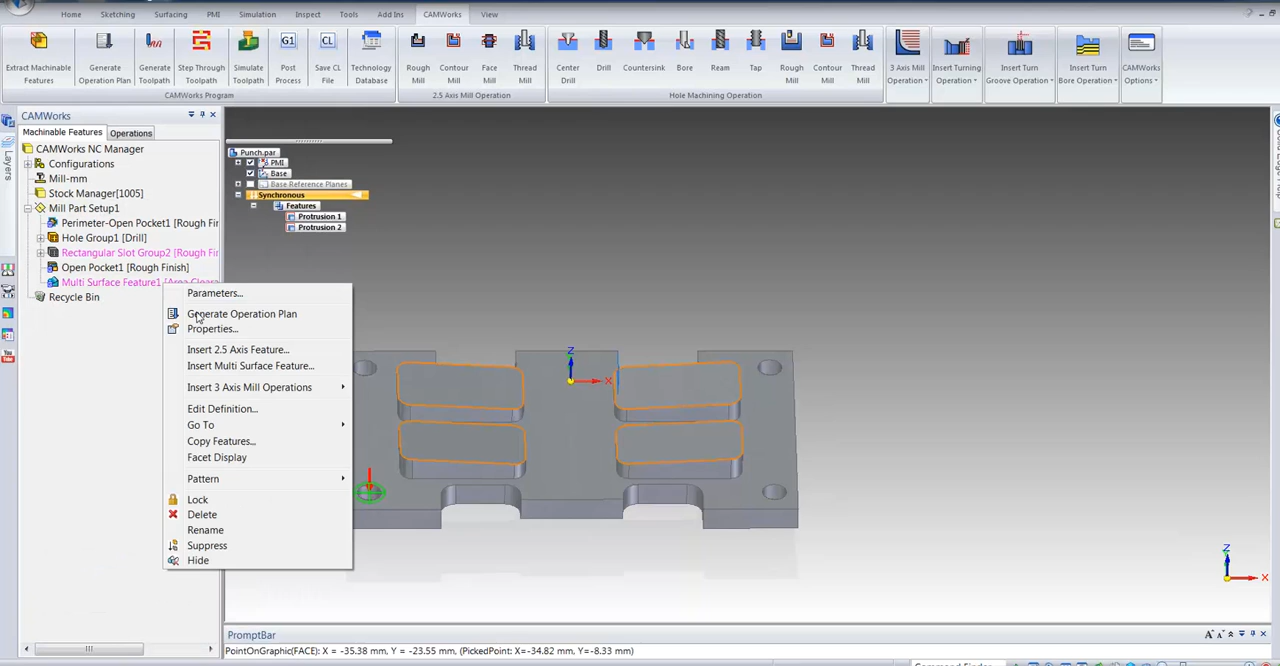 Home Sketching Surfacing PMI Simulation Inspect Tools Add Ins CAMWorks View
Extract Machinable Features
Generate Operation Plan
Generate Toolpath
Step Through Toolpath
Simulate Toolpath
G1
Post Process
CL
Save CL File
Technology Database
Rough Mill
Contour Mill
Face Mill
Thread Mill
Center Drill
Drill
Countersink
Bore
Ream
Tap
Rough Mill
Contour Mill
Thread Mill
3 Axis Mill Operation
Insert Turning Operation
Insert Turn Groove Operation
Insert Turn Bore Operation
CAMWorks Options
CAMWorks Program
2.5 Axis Mill Operation
Hole Machining Operation
CAMWorks
Machinable Features Operations
Layers
CAMWorks NC Manager
Configurations
Mill-mm
Stock Manager[1005]
Mill Part Setup1
Perimeter-Open Pocket1 [Rough Fin
Hole Group1 [Drill]
Rectangular Slot Group2 [Rough Fi
Open Pocket1 [Rough Finish]
Multi Surface Feature1 [Area Cleara
Recycle Bin
Parameters...
Generate Operation Plan
Properties...
Insert 2.5 Axis Feature...
Insert Multi Surface Feature...
Insert 3 Axis Mill Operations
Edit Definition...
Go To
Copy Features...
Facet Display
Pattern
Lock
Delete
Rename
Suppress
Hide
Punch.par
PMI
Base
Base Reference Planes
Synchronous
Features
Protrusion 1
Protrusion 2
Z
X
Z
X
PromptBar
PointOnGraphic(FACE): X = -35.38 mm, Y = -23.55 mm, (PickedPoint: X=-34.82 mm, Y=-8.33 mm)